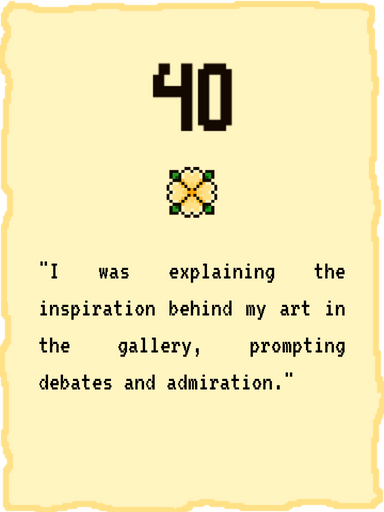 40
"I was explaining the
inspiration behind my art in
the gallery, prompting
debates and admiration."